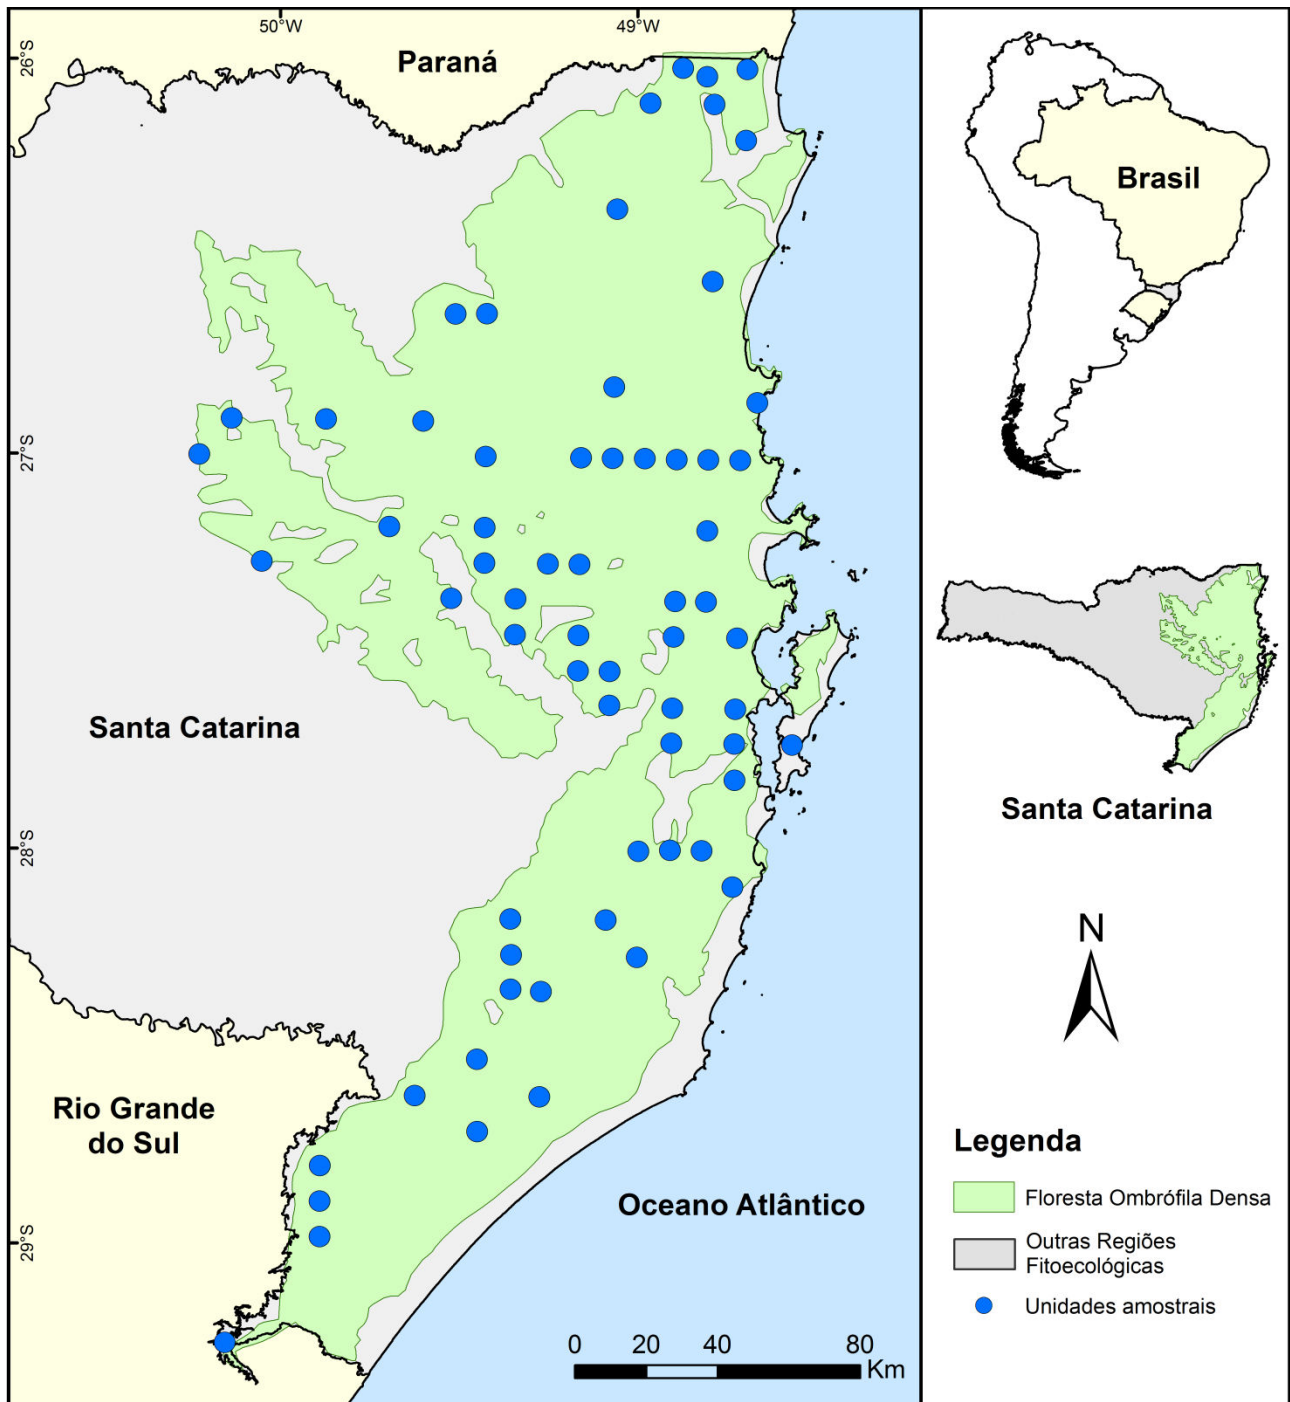 50°W
49°W
26°S
27°S
28°S
29°S
Paraná
Santa Catarina
Rio Grande
do Sul
Oceano Atlântico
0 20 40 80
Km
Brasil
Santa Catarina
N
Legenda
Floresta Ombrófila Densa
Outras Regiões
Fitoecológicas
Unidades amostrais